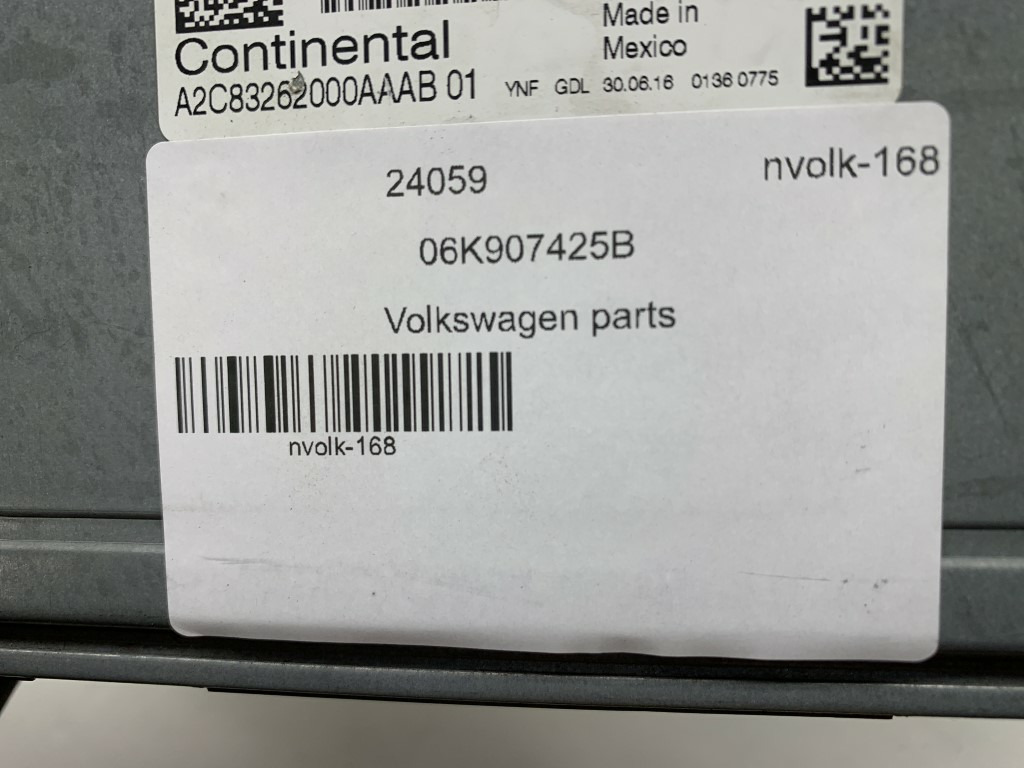 Continental
Made in
Mexico
A2C83262000AAAB 01
YNF GDL 30.06.16 0136 0775
24059
nvolk-168
06K907425B
Volkswagen parts
nvolk-168